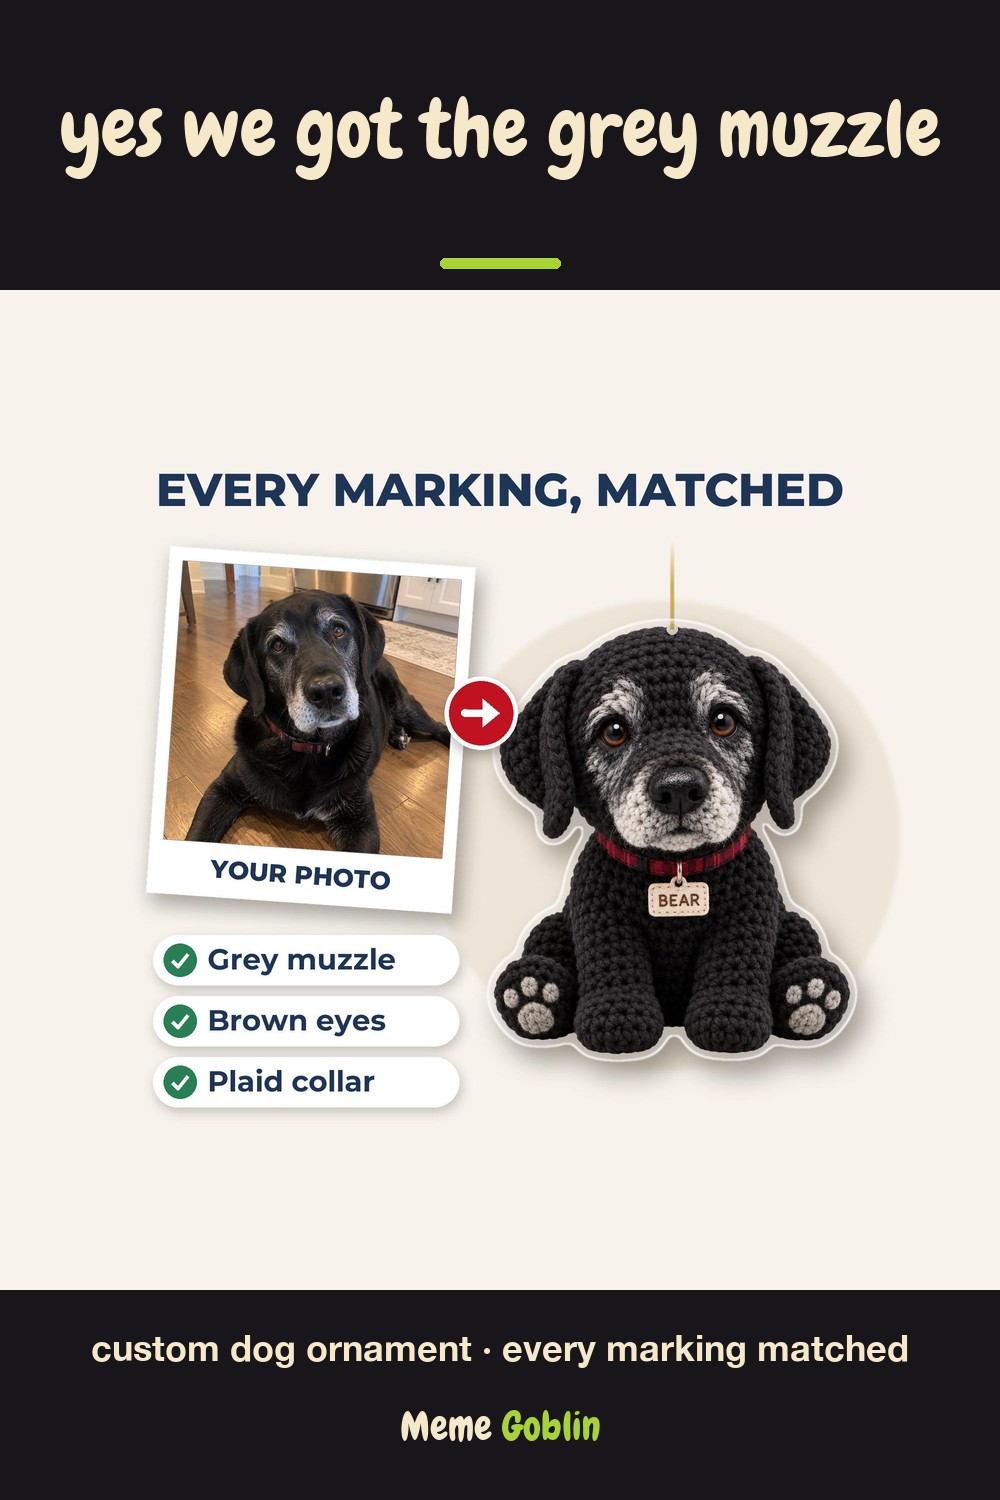 yes we got the grey muzzle
EVERY MARKING, MATCHED
YOUR PHOTO
Grey muzzle
Brown eyes
Plaid collar
BEAR
custom dog ornament · every marking matched
Meme Goblin